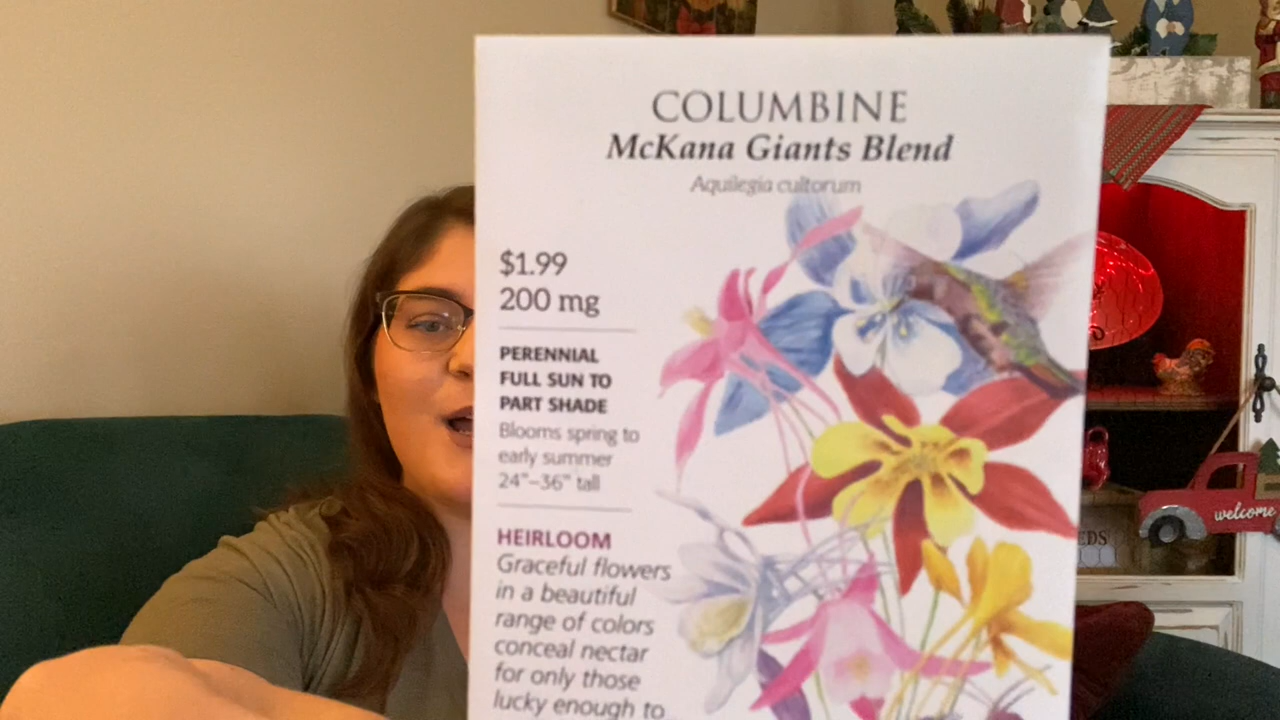 COLUMBINE
McKana Giants Blend
Aquilegia cultorum
$1.99
200 mg
PERENNIAL
FULL SUN TO
PART SHADE
Blooms spring to
early summer
24"–36" tall
HEIRLOOM
Graceful flowers
in a beautiful
range of colors
conceal nectar
for only those
lucky enough to
welcome